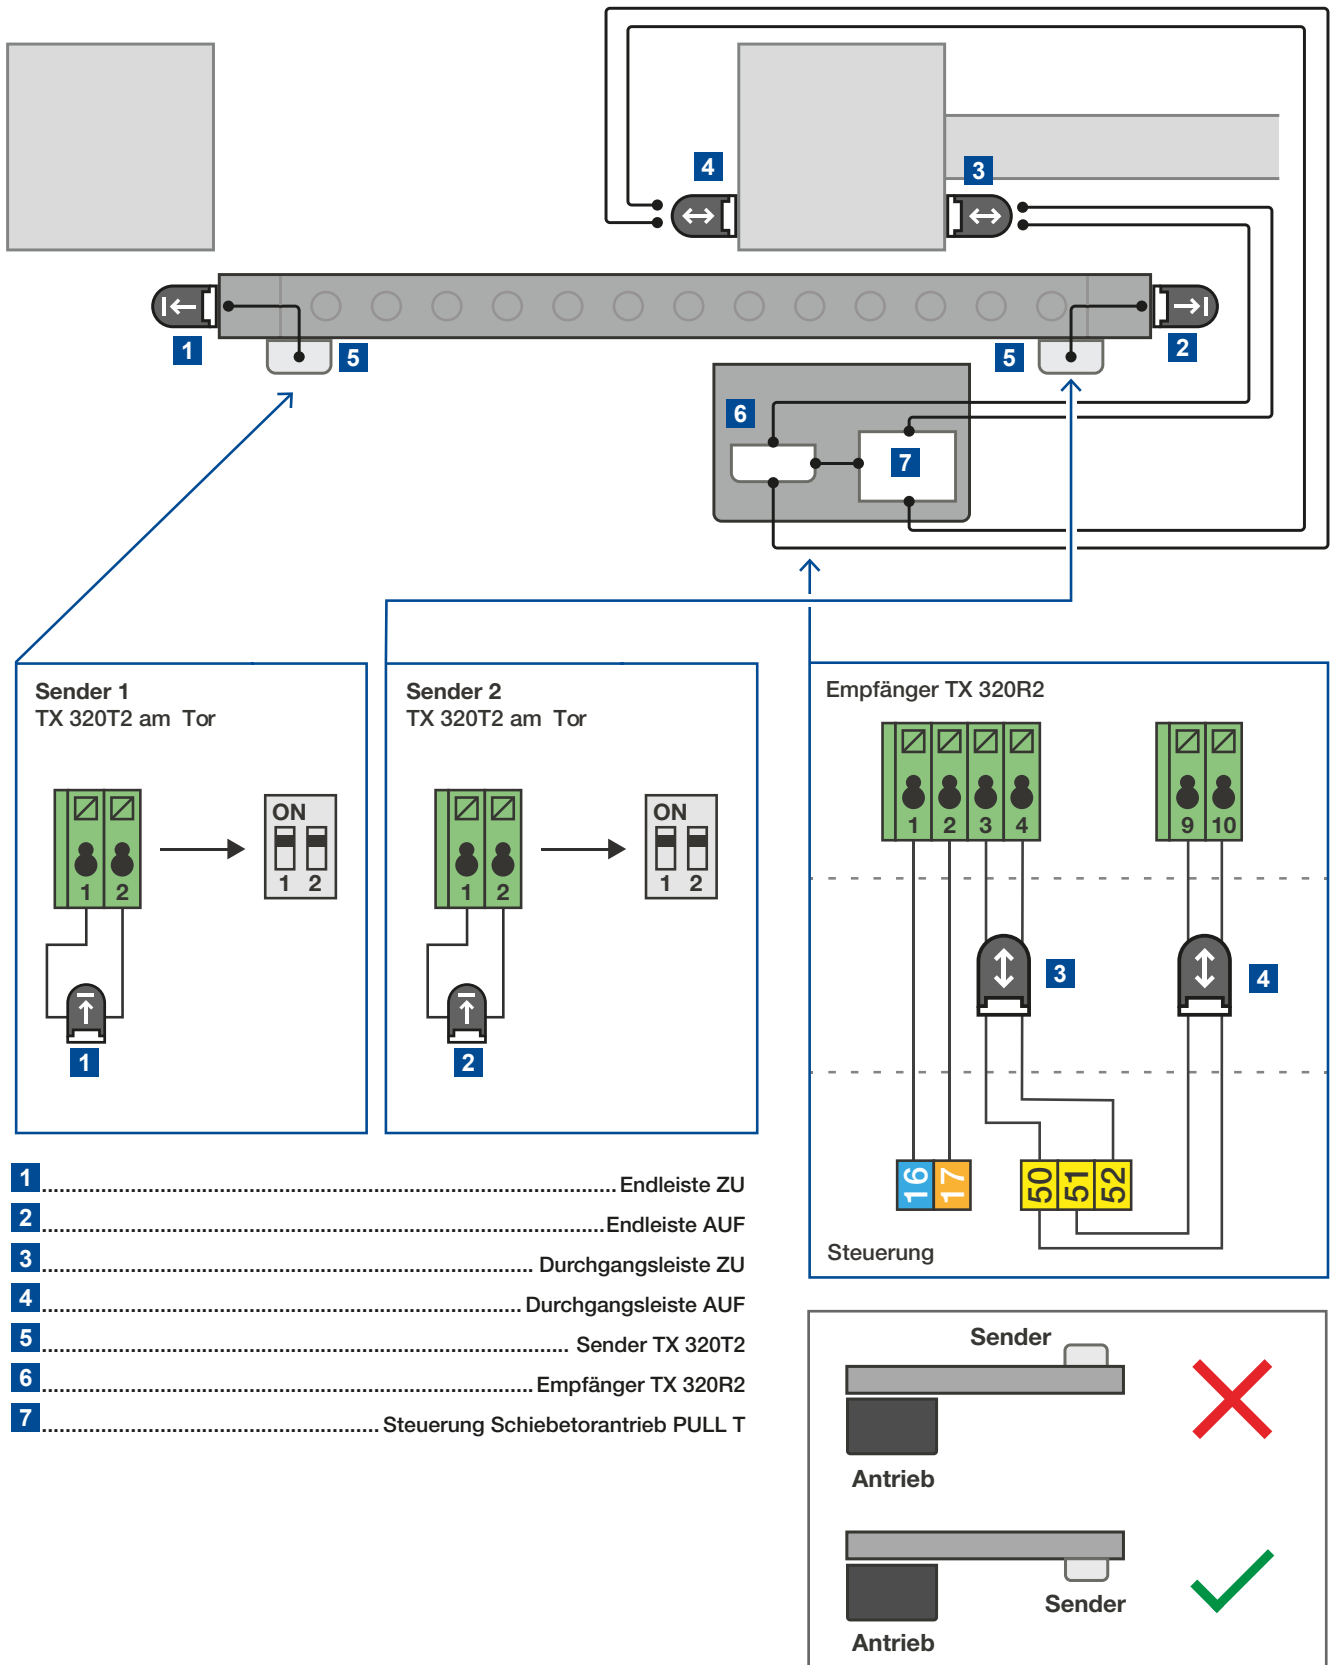 4
3
1
5
5
2
6
7
Sender 1
TX 320T2 am Tor
ON
1 2
1 2
1
Sender 2
TX 320T2 am Tor
ON
1 2
1 2
2
Empfänger TX 320R2
1 2 3 4
9 10
3
4
16 17
50 51 52
Steuerung
1 Endleiste ZU
2 Endleiste AUF
3 Durchgangsleiste ZU
4 Durchgangsleiste AUF
5 Sender TX 320T2
6 Empfänger TX 320R2
7 Steuerung Schiebetorantrieb PULL T
Sender
Antrieb
Sender
Antrieb